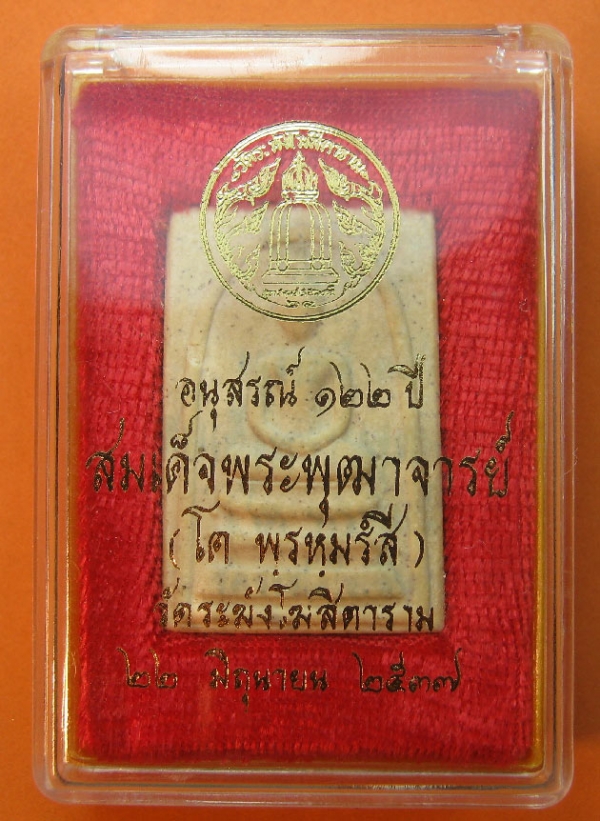 วัดระฆังโฆสิตาราม
อนุสรณ์ ๑๒๒ ปี
สมเด็จพระพุฒาจารย์
(โต พฺรหฺมรํสี)
วัดระฆังโฆสิตาราม
๒๒ มิถุนายน ๒๕๓๗